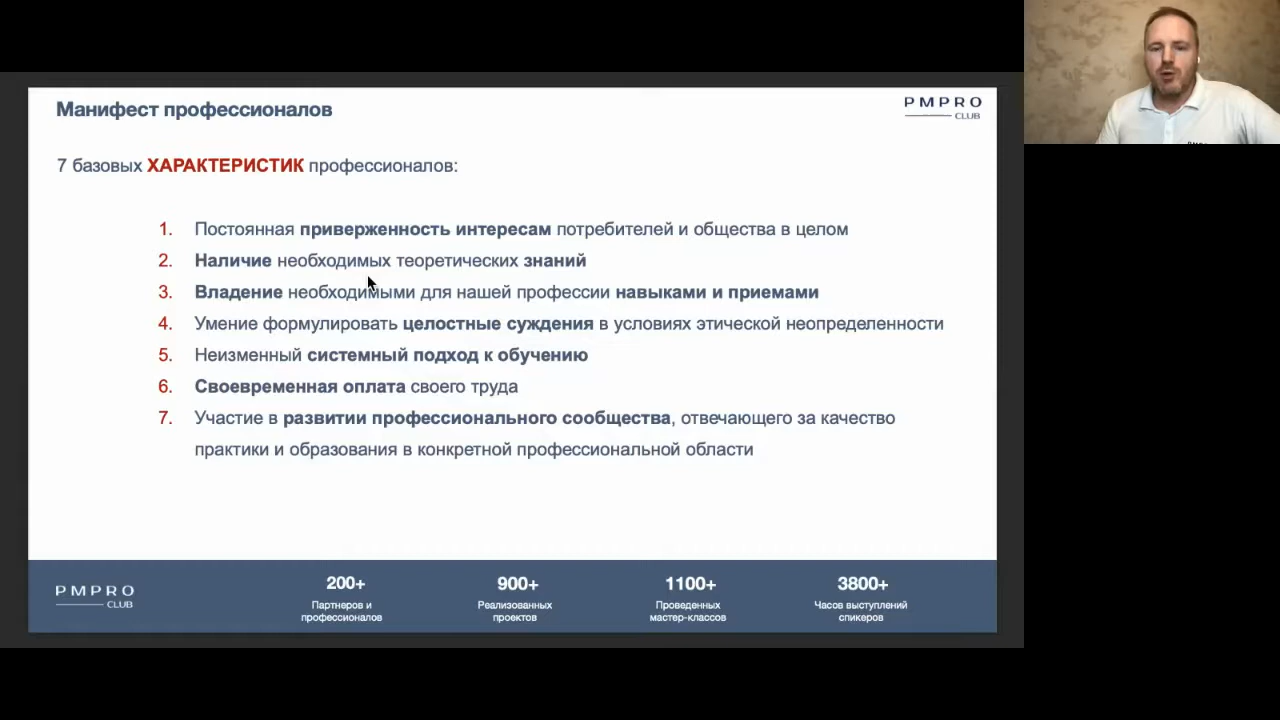 Манифест профессионалов
PMPRO
CLUB
7 базовых ХАРАКТЕРИСТИК профессионалов:
1. Постоянная приверженность интересам потребителей и общества в целом
2. Наличие необходимых теоретических знаний
3. Владение необходимыми для нашей профессии навыками и приемами
4. Умение формулировать целостные суждения в условиях этической неопределенности
5. Неизменный системный подход к обучению
6. Своевременная оплата своего труда
7. Участие в развитии профессионального сообщества, отвечающего за качество
практики и образования в конкретной профессиональной области
PMPRO
CLUB
200+
Партнеров и
профессионалов
900+
Реализованных
проектов
1100+
Проведенных
мастер-классов
3800+
Часов выступлений
спикеров